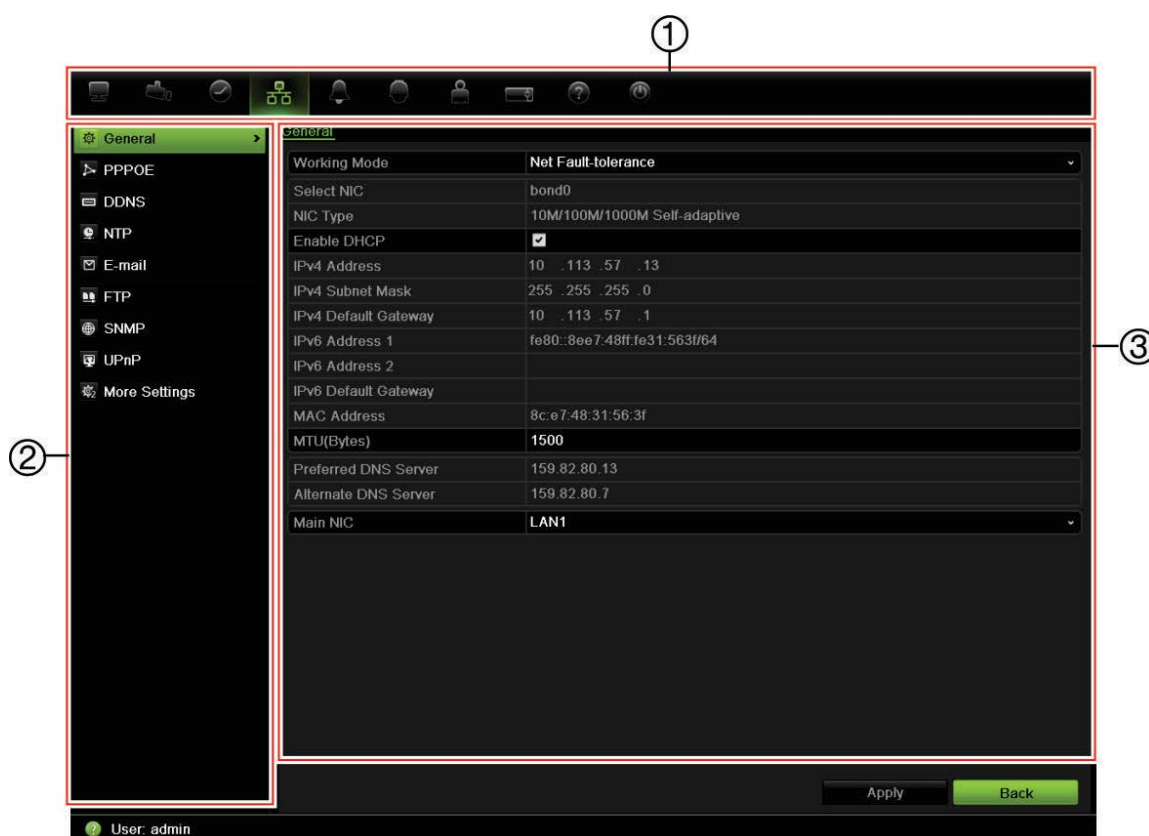 ①
General
PPPOE
DDNS
NTP
E-mail
FTP
SNMP
UPnP
More Settings
②
General
Working Mode Net Fault-tolerance
Select NIC bond0
NIC Type 10M/100M/1000M Self-adaptive
Enable DHCP
IPv4 Address 10 .113 .57 .13
IPv4 Subnet Mask 255 .255 .255 .0
IPv4 Default Gateway 10 .113 .57 .1
IPv6 Address 1 fe80::8ee7:48ff:fe31:563f/64
IPv6 Address 2
IPv6 Default Gateway
MAC Address 8c:e7:48:31:56:3f
MTU(Bytes) 1500
Preferred DNS Server 159.82.80.13
Alternate DNS Server 159.82.80.7
Main NIC LAN1
③
Apply Back
User: admin